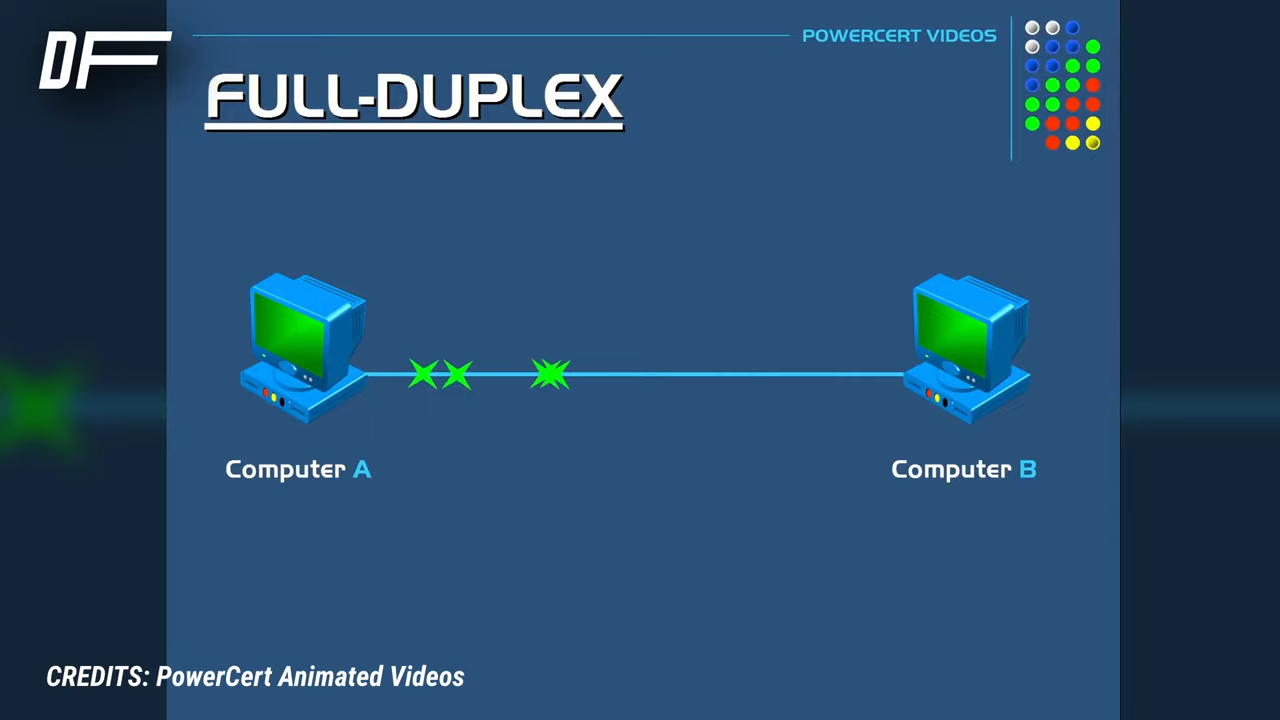 DF
POWERCERT VIDEOS
FULL-DUPLEX
Computer A
Computer B
CREDITS: PowerCert Animated Videos